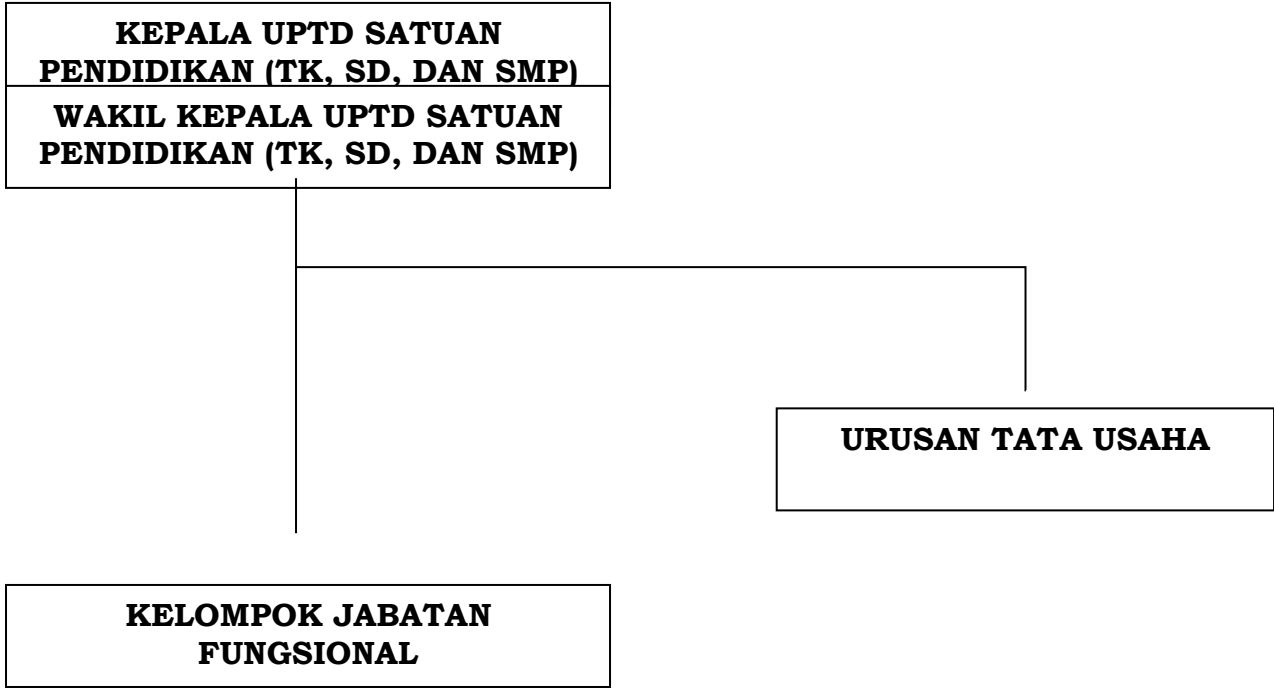 KEPALA UPTD SATUAN
PENDIDIKAN (TK, SD, DAN SMP)
WAKIL KEPALA UPTD SATUAN
PENDIDIKAN (TK, SD, DAN SMP)
URUSAN TATA USAHA
KELOMPOK JABATAN
FUNGSIONAL